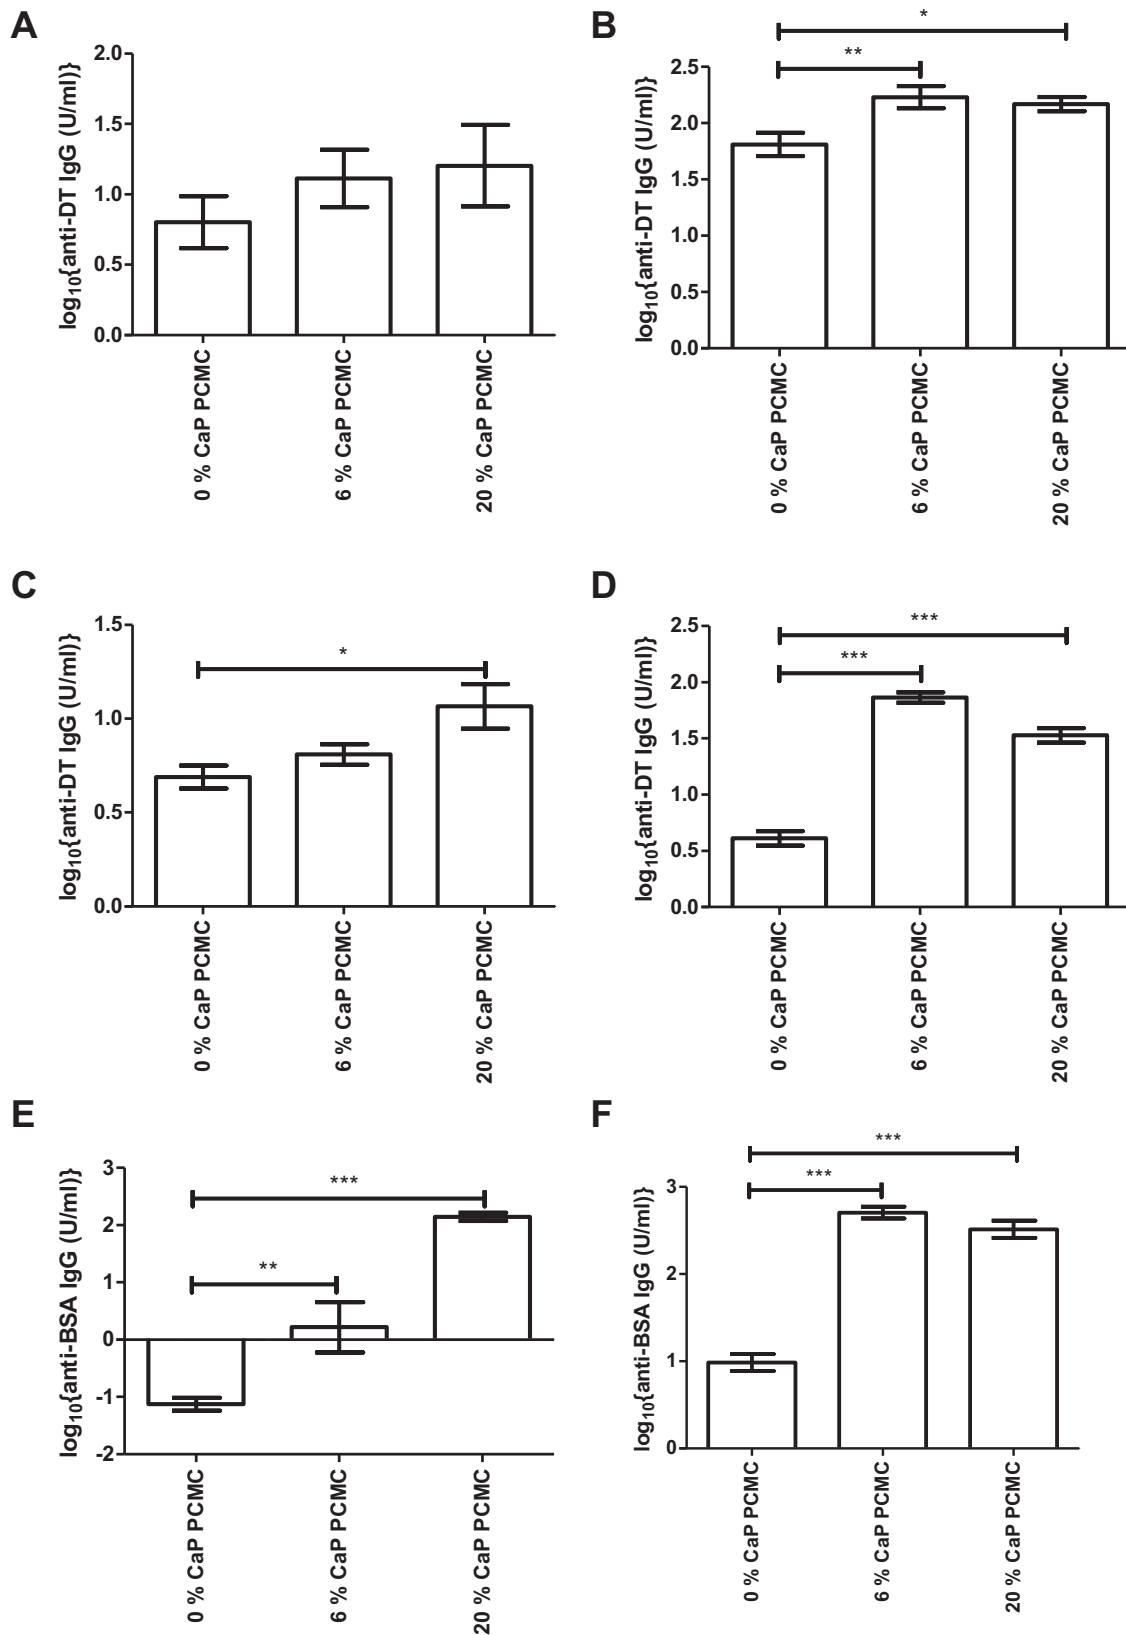 A
log10{anti-DT IgG (U/ml)}
2.0
1.5
1.0
0.5
0.0
0 % CaP PCMC
6 % CaP PCMC
20 % CaP PCMC
B
log10{anti-DT IgG (U/ml)}
*
**
2.5
2.0
1.5
1.0
0.5
0.0
0 % CaP PCMC
6 % CaP PCMC
20 % CaP PCMC
C
log10{anti-DT IgG (U/ml)}
*
1.5
1.0
0.5
0.0
0 % CaP PCMC
6 % CaP PCMC
20 % CaP PCMC
D
log10{anti-DT IgG (U/ml)}
***
***
2.5
2.0
1.5
1.0
0.5
0.0
0 % CaP PCMC
6 % CaP PCMC
20 % CaP PCMC
E
log10{anti-BSA IgG (U/ml)}
***
**
3
2
1
0
-1
-2
0 % CaP PCMC
6 % CaP PCMC
20 % CaP PCMC
F
log10{anti-BSA IgG (U/ml)}
***
***
3
2
1
0
0 % CaP PCMC
6 % CaP PCMC
20 % CaP PCMC